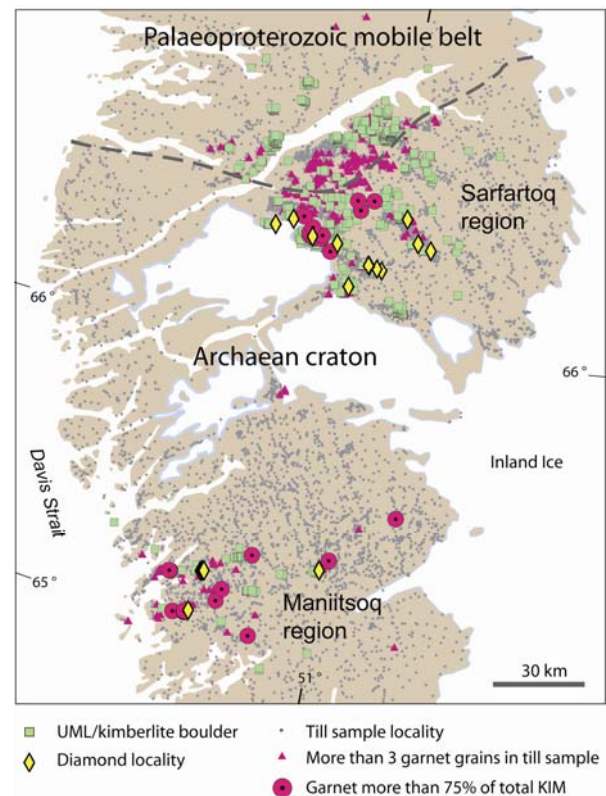 Palaeoproterozoic mobile belt
Sarfartoq
region
66°
Archaean craton
66°
Davis Strait
Inland Ice
65°
Maniitsoq
region
51°
30 km
UML/kimberlite boulder
Till sample locality
Diamond locality
More than 3 garnet grains in till sample
Garnet more than 75% of total KIM